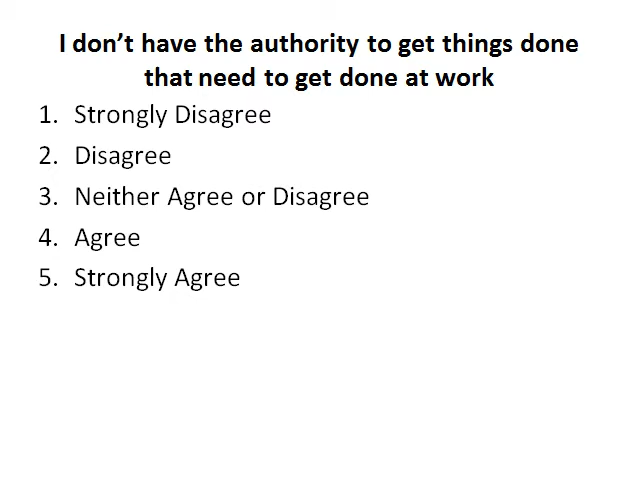 I don’t have the authority to get things done
that need to get done at work
1. Strongly Disagree
2. Disagree
3. Neither Agree or Disagree
4. Agree
5. Strongly Agree